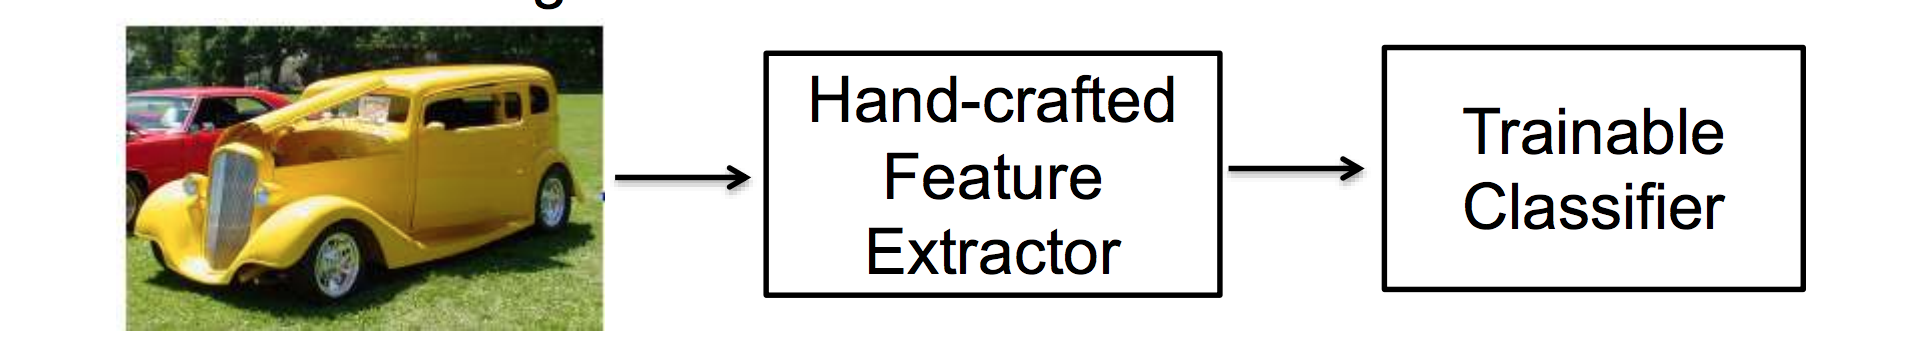 Hand-crafted
Feature
Extractor
Trainable
Classifier